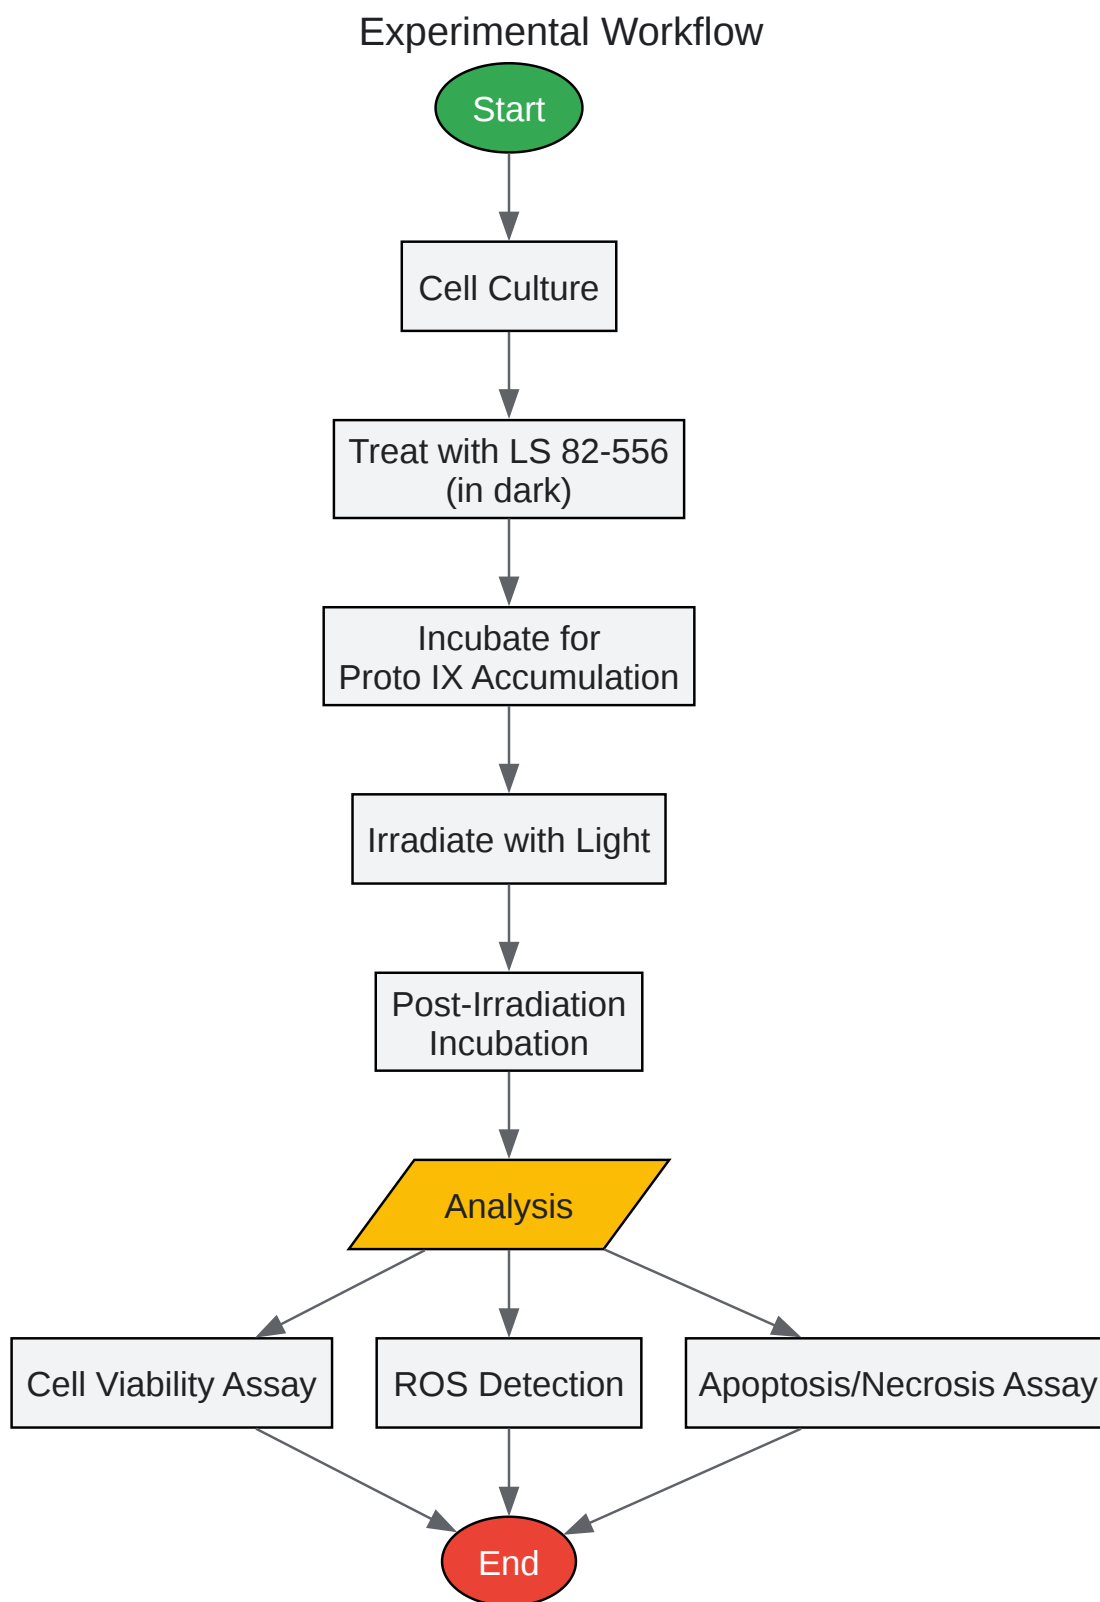 Experimental Workflow
Start
Cell Culture
Treat with LS 82-556
(in dark)
Incubate for
Proto IX Accumulation
Irradiate with Light
Post-Irradiation
Incubation
Analysis
Cell Viability Assay
ROS Detection
Apoptosis/Necrosis Assay
End